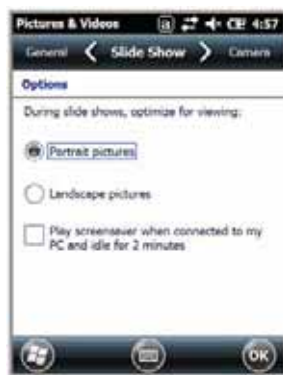 Pictures & Videos 4:57
General Slide Show Camera
Options
During slide shows, optimize for viewing:
Portrait pictures
Landscape pictures
Play screensaver when connected to my
PC and idle for 2 minutes
OK